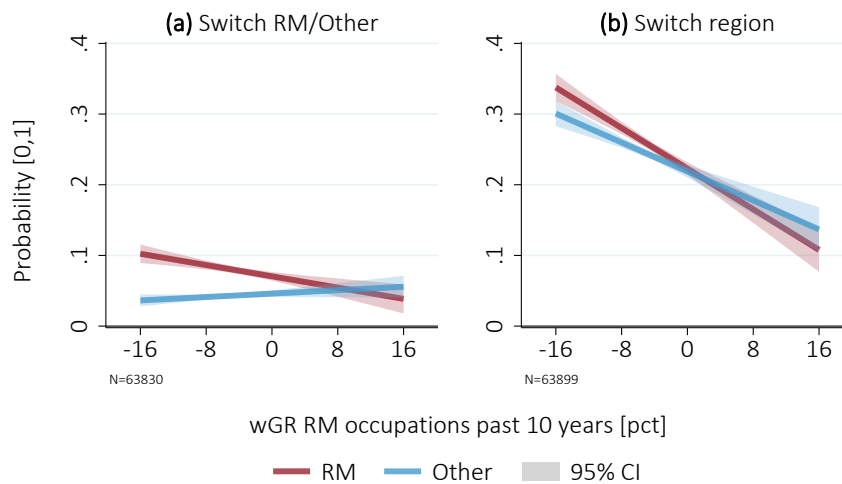 (a) Switch RM/Other
(b) Switch region
Probability [0,1]
.4
.3
.2
.1
0
-16 -8 0 8 16
N=63830
.4
.3
.2
.1
0
-16 -8 0 8 16
N=63899
wGR RM occupations past 10 years [pct]
RM Other 95% CI